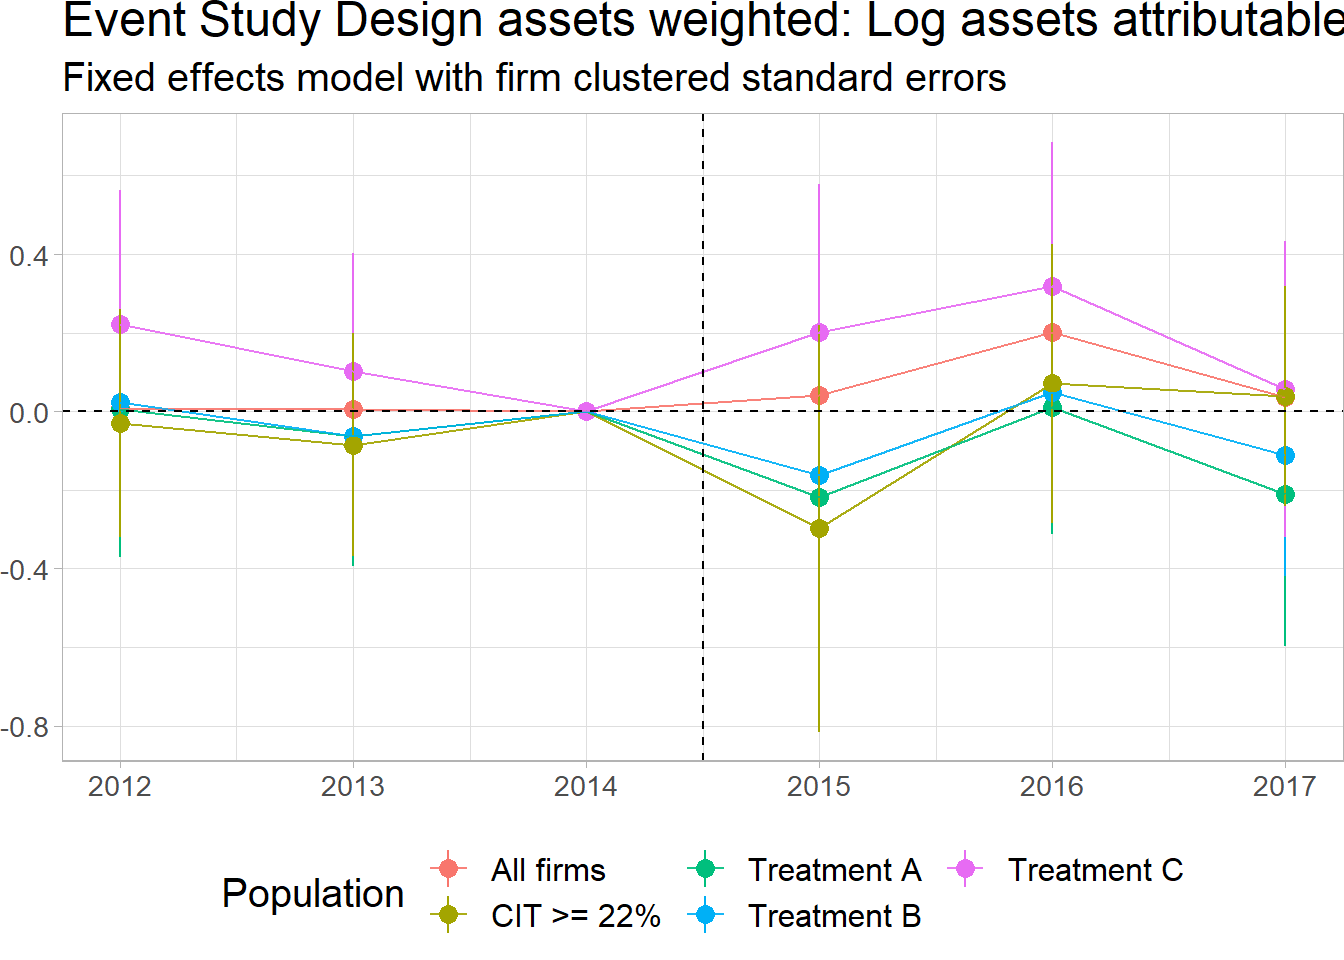 Event Study Design assets weighted: Log assets attributable
Fixed effects model with firm clustered standard errors
0.4
0.0
-0.4
-0.8
2012 2013 2014 2015 2016 2017
Population
All firms Treatment A Treatment C
CIT >= 22% Treatment B